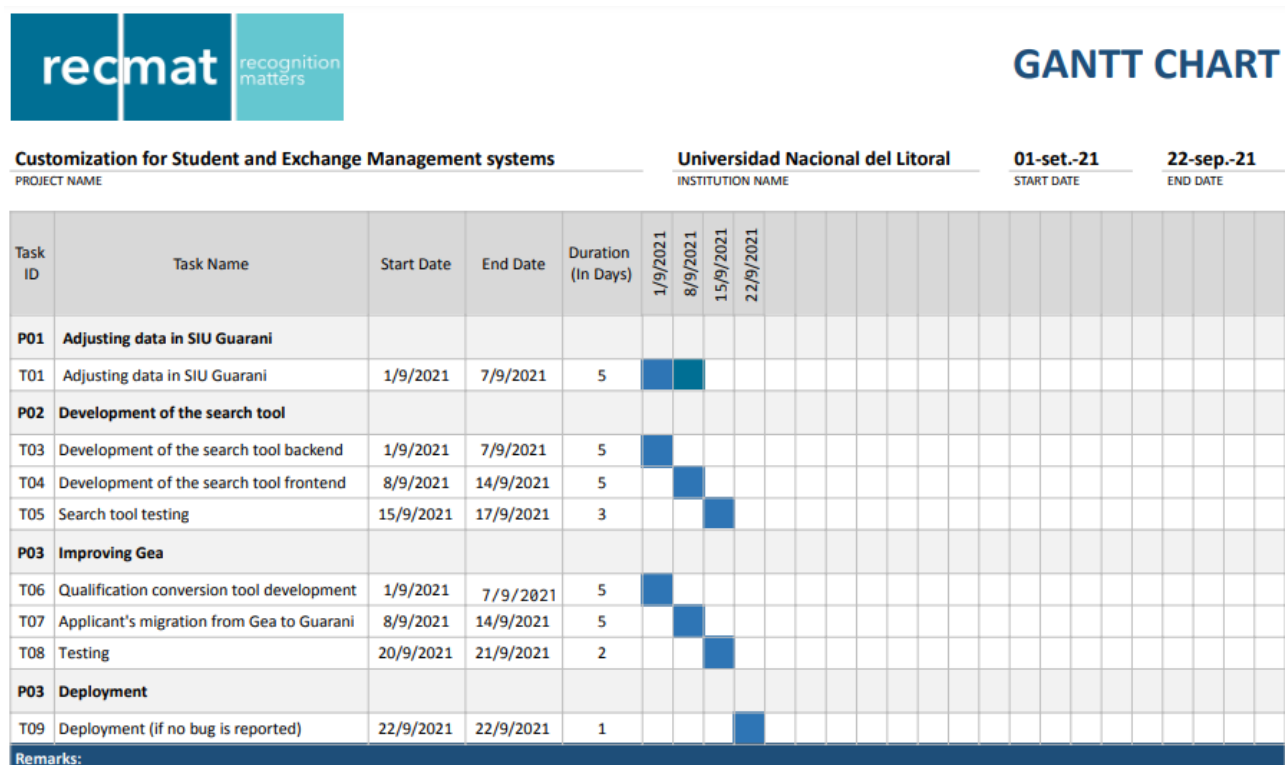 recmat recognition
matters
GANTT CHART
Customization for Student and Exchange Management systems Universidad Nacional del Litoral 01-set.-21 22-sep.-21
PROJECT NAME INSTITUTION NAME START DATE END DATE
Task ID Task Name Start Date End Date Duration (In Days) 1/9/2021 8/9/2021 15/9/2021 22/9/2021
P01 Adjusting data in SIU Guarani
T01 Adjusting data in SIU Guarani 1/9/2021 7/9/2021 5
P02 Development of the search tool
T03 Development of the search tool backend 1/9/2021 7/9/2021 5
T04 Development of the search tool frontend 8/9/2021 14/9/2021 5
T05 Search tool testing 15/9/2021 17/9/2021 3
P03 Improving Gea
T06 Qualification conversion tool development 1/9/2021 7/9/2021 5
T07 Applicant's migration from Gea to Guarani 8/9/2021 14/9/2021 5
T08 Testing 20/9/2021 21/9/2021 2
P03 Deployment
T09 Deployment (if no bug is reported) 22/9/2021 22/9/2021 1
Remarks: